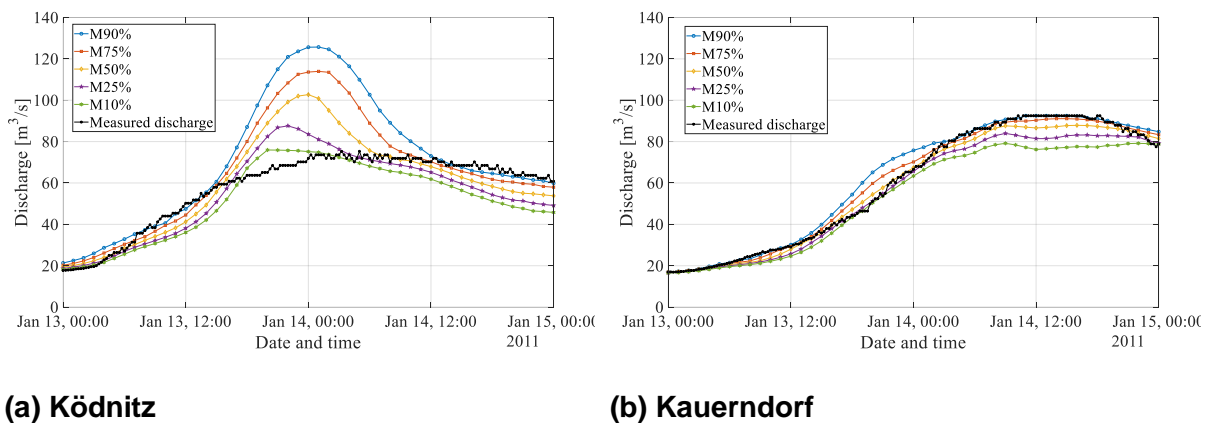 140
120
100
80
60
40
20
0
Discharge [m³/s]
M90%
M75%
M50%
M25%
M10%
Measured discharge
Jan 13, 00:00 Jan 13, 12:00 Jan 14, 00:00 Jan 14, 12:00 Jan 15, 00:00
Date and time 2011
(a) Ködnitz
140
120
100
80
60
40
20
0
Discharge [m³/s]
M90%
M75%
M50%
M25%
M10%
Measured discharge
Jan 13, 00:00 Jan 13, 12:00 Jan 14, 00:00 Jan 14, 12:00 Jan 15, 00:00
Date and time 2011
(b) Kauerndorf